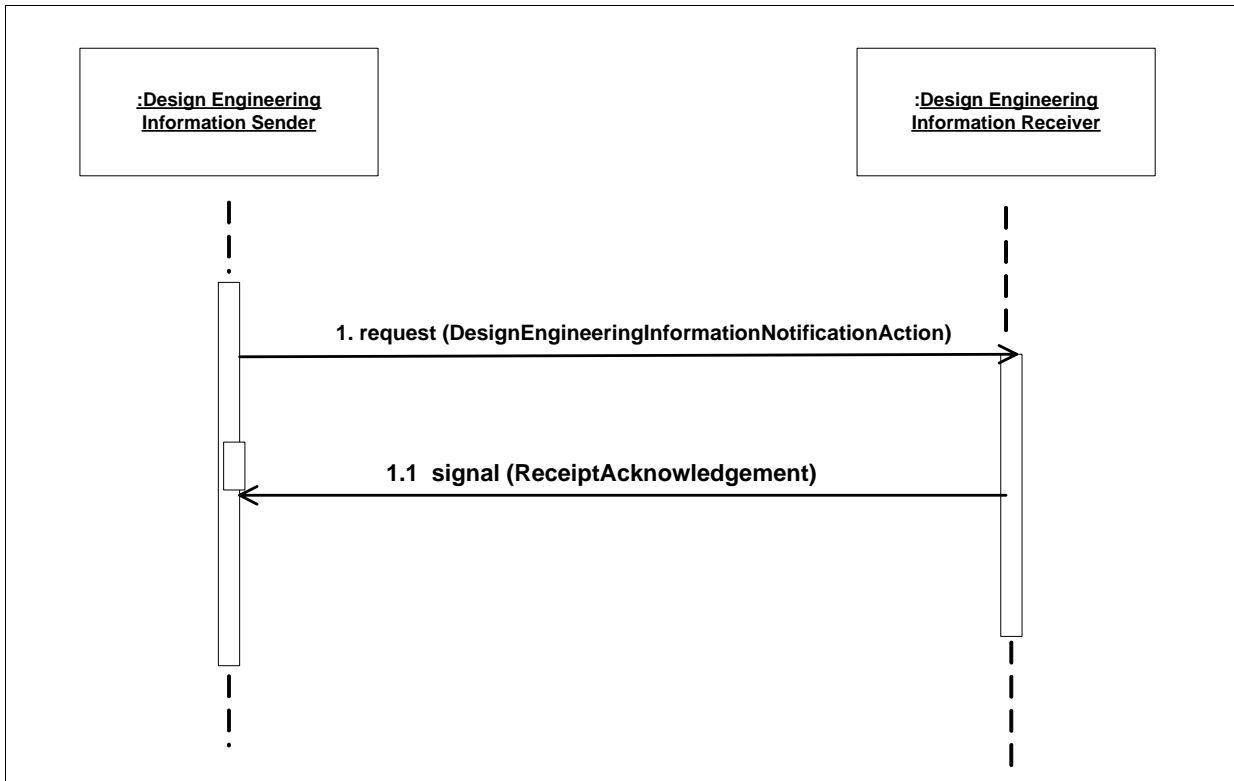 :Design Engineering
Information Sender
:Design Engineering
Information Receiver
1. request (DesignEngineeringInformationNotificationAction)
1.1 signal (ReceiptAcknowledgement)